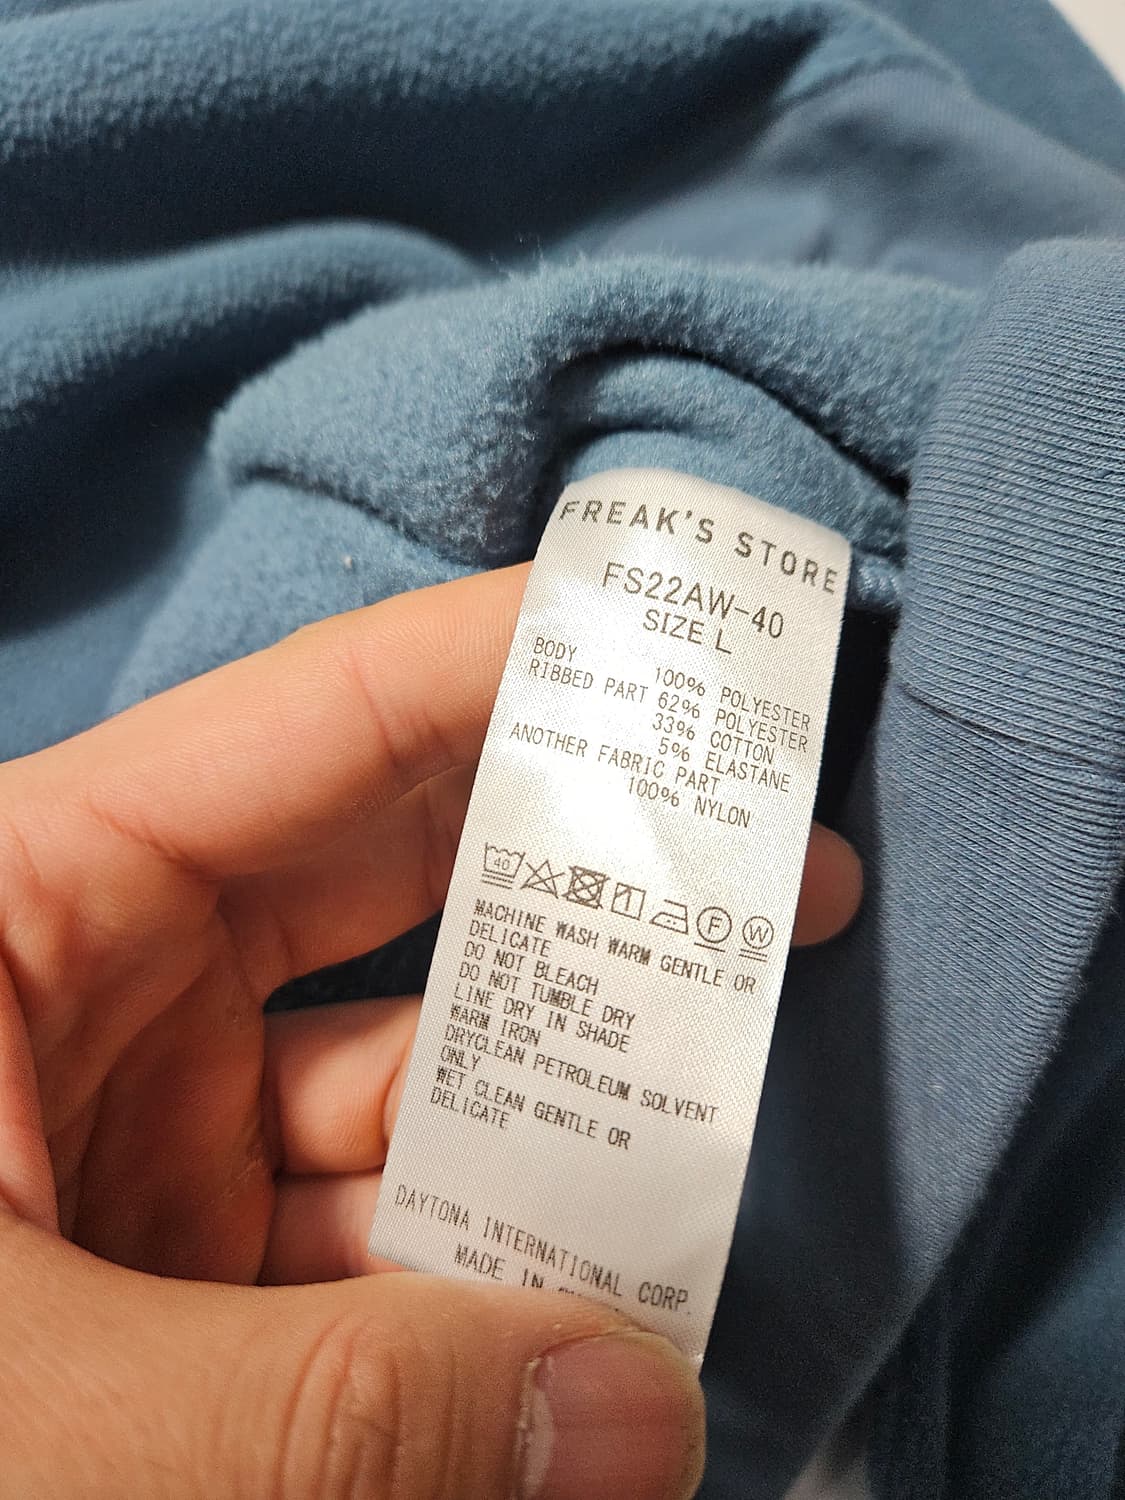 FREAK'S STORE
FS22AW-40
SIZE L
BODY 100% POLYESTER
RIBBED PART 62% POLYESTER
33% COTTON
5% ELASTANE
ANOTHER FABRIC PART
100% NYLON
40 1 F W
MACHINE WASH WARM GENTLE OR
DELICATE
DO NOT BLEACH
DO NOT TUMBLE DRY
LINE DRY IN SHADE
WARM IRON
DRYCLEAN PETROLEUM SOLVENT
ONLY
WET CLEAN GENTLE OR
DELICATE
DAYTONA INTERNATIONAL CORP.
MADE IN